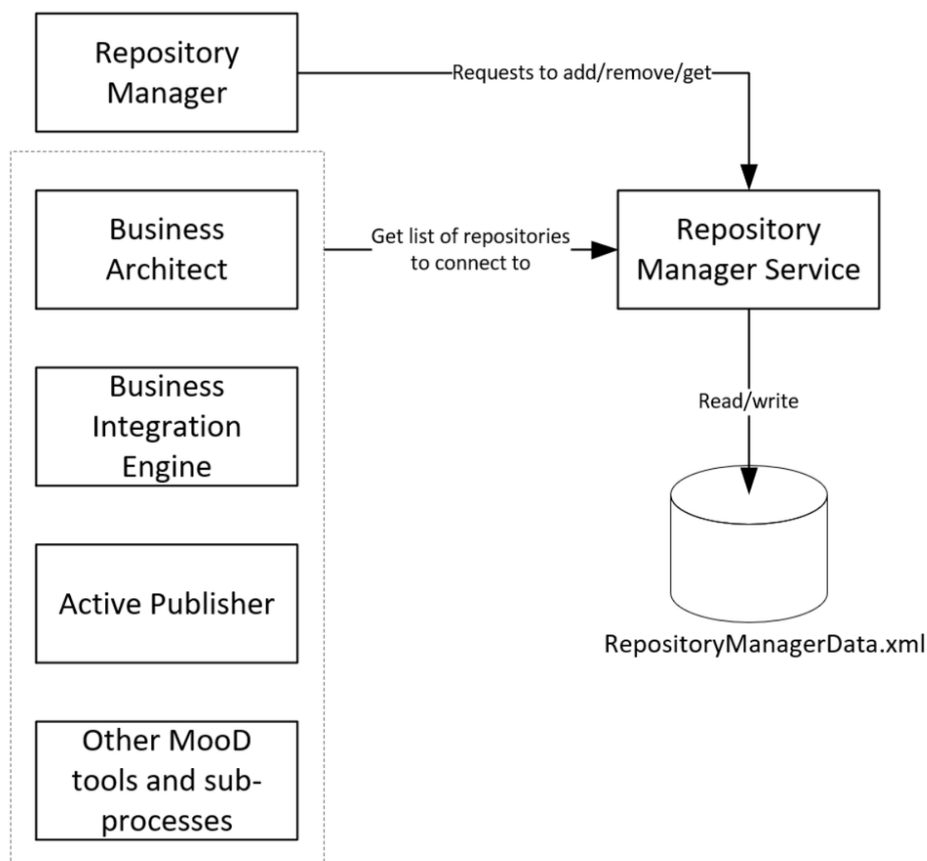 Repository
Manager
Requests to add/remove/get
Business
Architect
Get list of repositories
to connect to
Repository
Manager Service
Business
Integration
Engine
Read/write
Active Publisher
RepositoryManagerData.xml
Other MooD
tools and sub-
processes